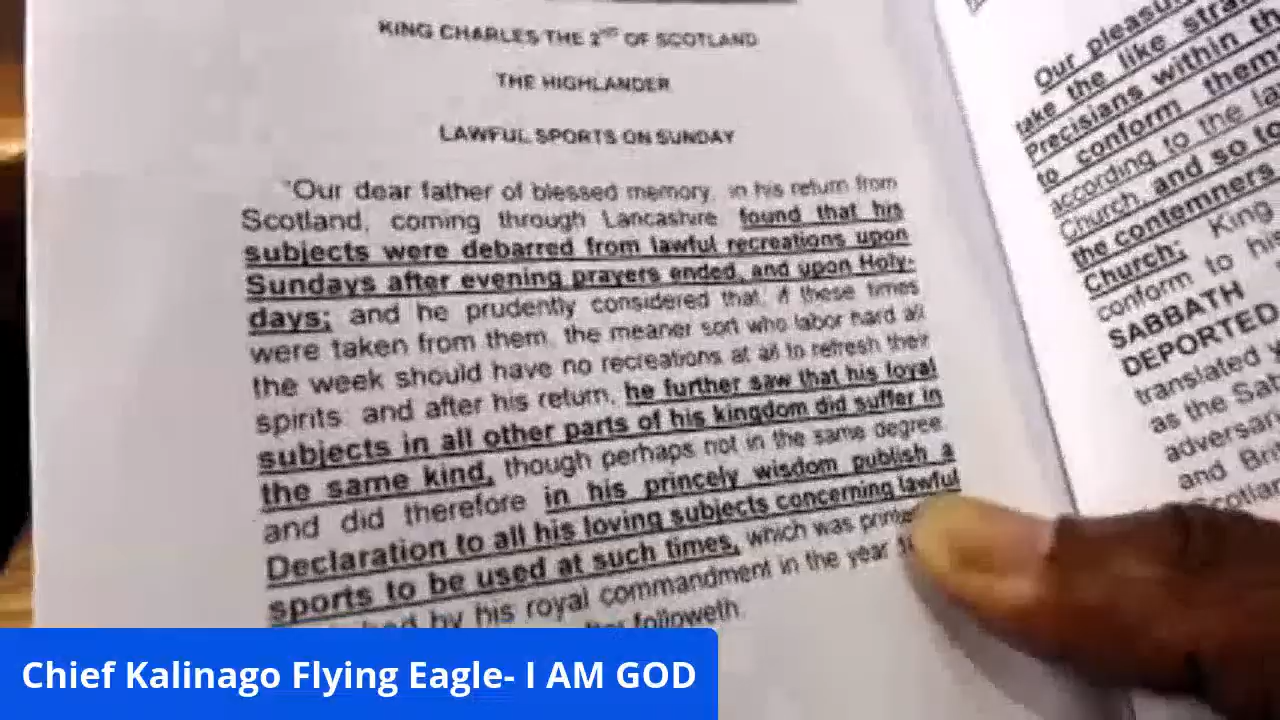 KING CHARLES THE 2ND OF SCOTLAND
THE HIGHLANDER
LAWFUL SPORTS ON SUNDAY
"Our dear father of blessed memory, in his return from
Scotland, coming through Lancashire found that his
subjects were debarred from lawful recreations upon
Sundays after evening prayers ended, and upon Holy-
days; and he prudently considered that, if these times
were taken from them, the meaner sort who labor hard all
the week should have no recreations at all to refresh their
spirits: and after his return, he further saw that his loyal
subjects in all other parts of his kingdom did suffer in
the same kind, though perhaps not in the same degree
and did therefore in his princely wisdom publish a
Declaration to all his loving subjects concerning lawful
sports to be used at such times, which was
by his royal commandment in the year
followeth.
Our
take the like
Precisians within
to conform
according to the
Church, and so to
the contemners
Church; King
conform to
SABBATH
DEPORTED
translated
as the
and
Chief Kalinago Flying Eagle- I AM GOD